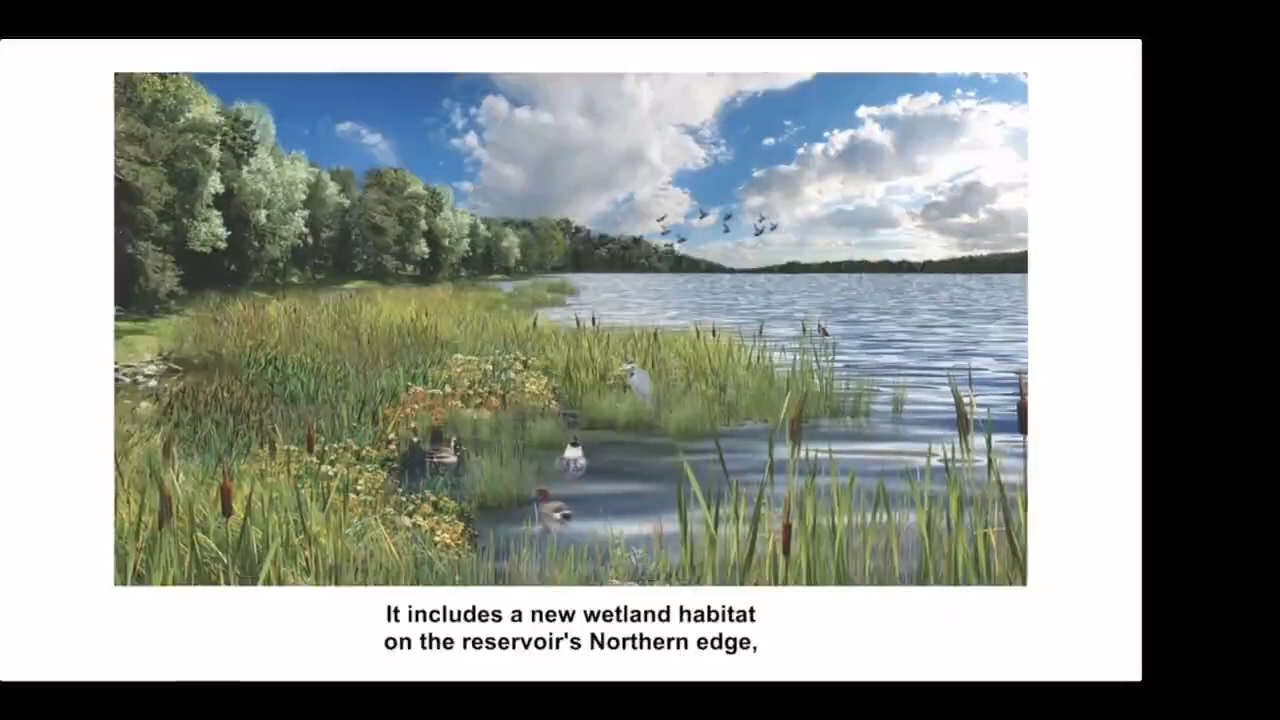 It includes a new wetland habitat
on the reservoir's Northern edge,